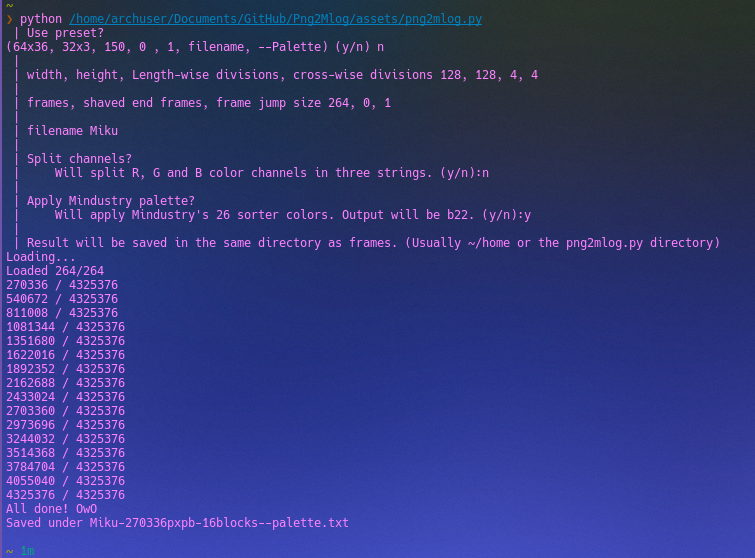 ~
❯ python /home/archuser/Documents/GitHub/Png2Mlog/assets/png2mlog.py
| Use preset?
(64x36, 32x3, 150, 0 , 1, filename, --Palette) (y/n) n
|
| width, height, Length-wise divisions, cross-wise divisions 128, 128, 4, 4
|
| frames, shaved end frames, frame jump size 264, 0, 1
|
| filename Miku
|
| Split channels?
|     Will split R, G and B color channels in three strings. (y/n):n
|
| Apply Mindustry palette?
|     Will apply Mindustry's 26 sorter colors. Output will be b22. (y/n):y
|
| Result will be saved in the same directory as frames. (Usually ~/home or the png2mlog.py directory)
Loading...
Loaded 264/264
270336 / 4325376
540672 / 4325376
811008 / 4325376
1081344 / 4325376
1351680 / 4325376
1622016 / 4325376
1892352 / 4325376
2162688 / 4325376
2433024 / 4325376
2703360 / 4325376
2973696 / 4325376
3244032 / 4325376
3514368 / 4325376
3784704 / 4325376
4055040 / 4325376
4325376 / 4325376
All done! OwO
Saved under Miku-270336pxpb-16blocks--palette.txt
~ 1m